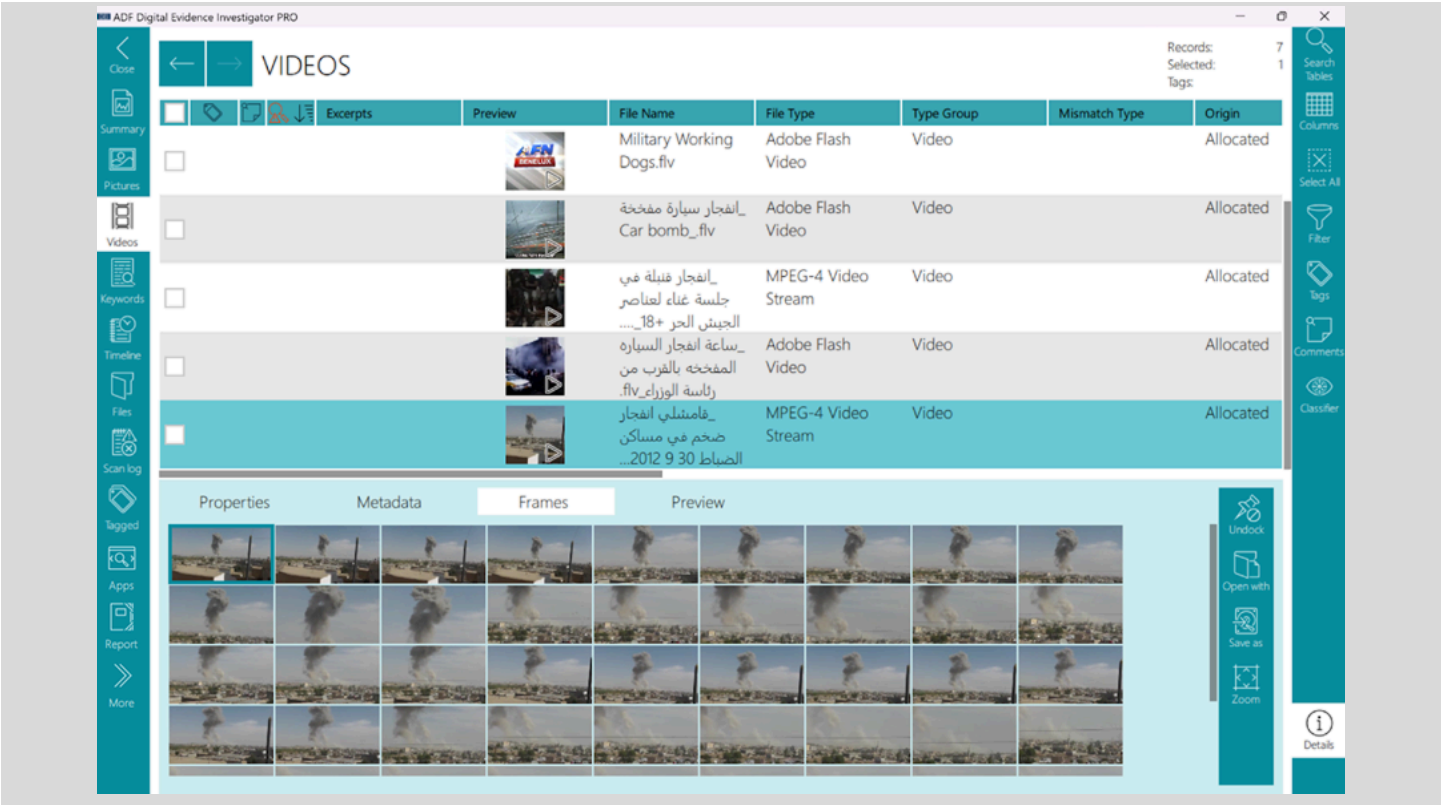 ADF Digital Evidence Investigator PRO
Close
Summary
Pictures
Videos
Keywords
Timeline
Files
Scan log
Tagged
Apps
Report
More
VIDEOS
Records: 7
Selected: 1
Tags:
Excerpts Preview File Name File Type Type Group Mismatch Type Origin
AFN
BENELUX
Military Working Adobe Flash Video Allocated
Dogs.flv Video
_انفجار سيارة مفخخة Adobe Flash Video Allocated
Car bomb_.flv Video
_انفجار قنبلة في MPEG-4 Video Video Allocated
جلسة غناء لعناصر Stream
الجيش الحر +18_....
_ساعة انفجار السياره Adobe Flash Video Allocated
المفخخه بالقرب من Video
رئاسة الوزراء_flv.
_قامشلي انفجار MPEG-4 Video Video Allocated
ضخم في مساكن Stream
الضباط 30 9 2012...
Properties Metadata Frames Preview
Undock
Open with
Save as
Zoom
Search
Tables
Columns
Select All
Filter
Tags
Comments
Classifier
Details